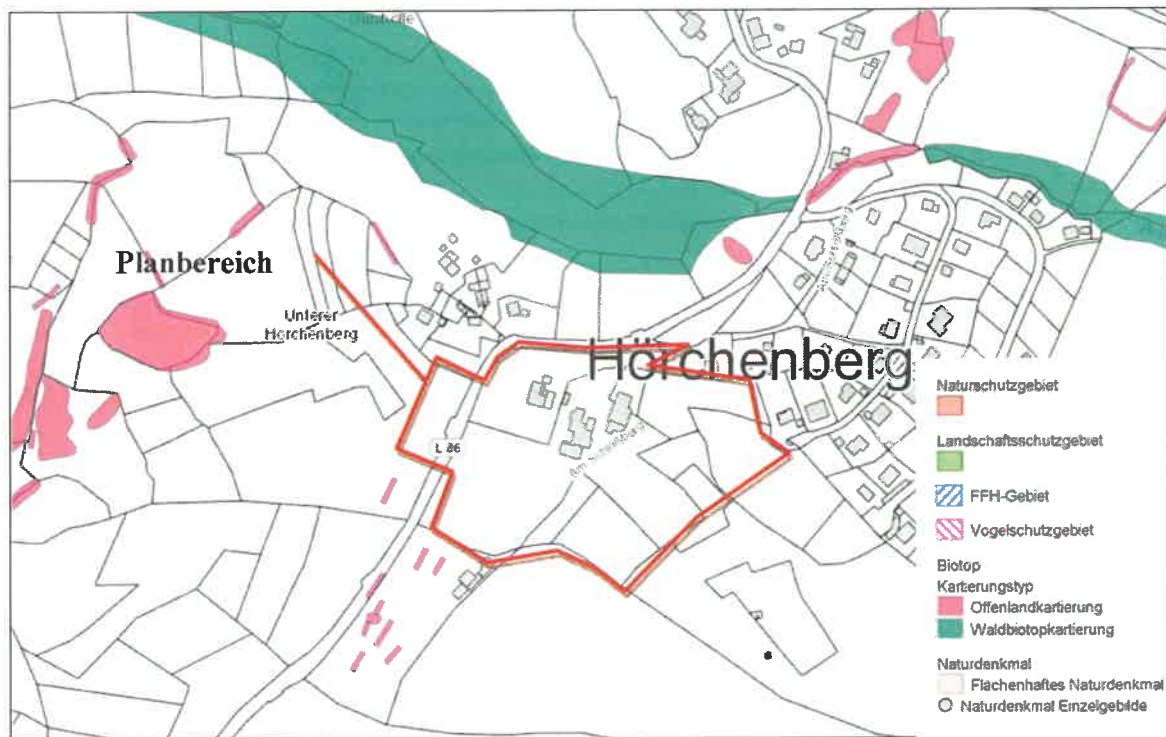 Planbereich
Unterer
Horchenberg
Hörchenberg
L 86
Naturschutzgebiet
Landschaftsschutzgebiet
FFH-Gebiet
Vogelschutzgebiet
Biotop
Kartierungstyp
Offenlandkartierung
Waldbiotopkartierung
Naturdenkmal
Flächenhaftes Naturdenkmal
Naturdenkmal Einzelgebilde